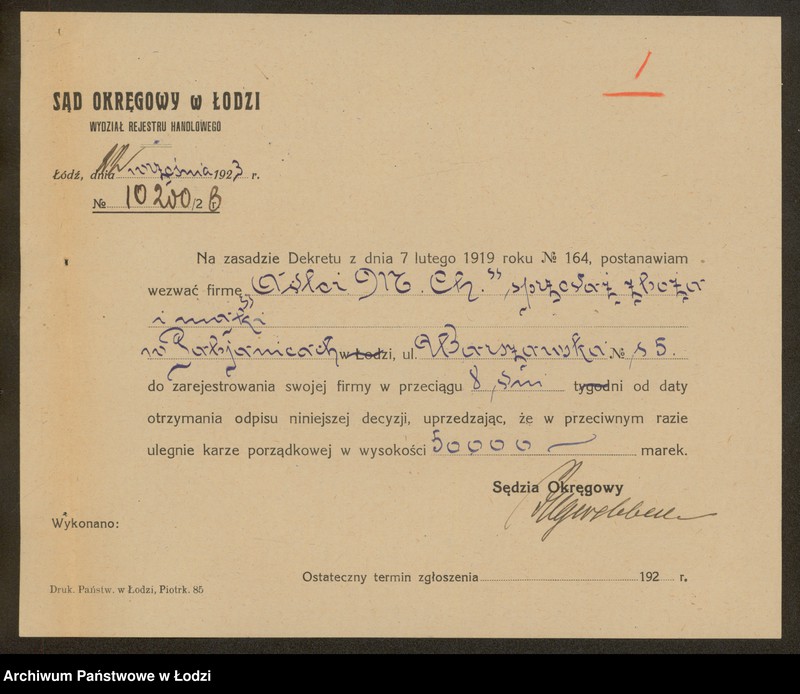 1
SĄD OKRĘGOWY w ŁODZI
WYDZIAŁ REJESTRU HANDLOWEGO
Łódź, dnia 12 września 1923 r.
№ 10200/23
Na zasadzie Dekretu z dnia 7 lutego 1919 roku № 164, postanawiam
wezwać firmę „ M. Ch.” sprzedaż zboża
i mąki
w Pabjanicach w Łodzi, ul. Warszawska № 5.
do zarejestrowania swojej firmy w przeciągu 8 dni tygodni od daty
otrzymania odpisu niniejszej decyzji, uprzedzając, że w przeciwnym razie
ulegnie karze porządkowej w wysokości 50000 — marek.
Sędzia Okręgowy
Wykonano:
Ostateczny termin zgłoszenia 192 r.
Druk. Państw. w Łodzi, Piotrk. 85
Archiwum Państwowe w Łodzi